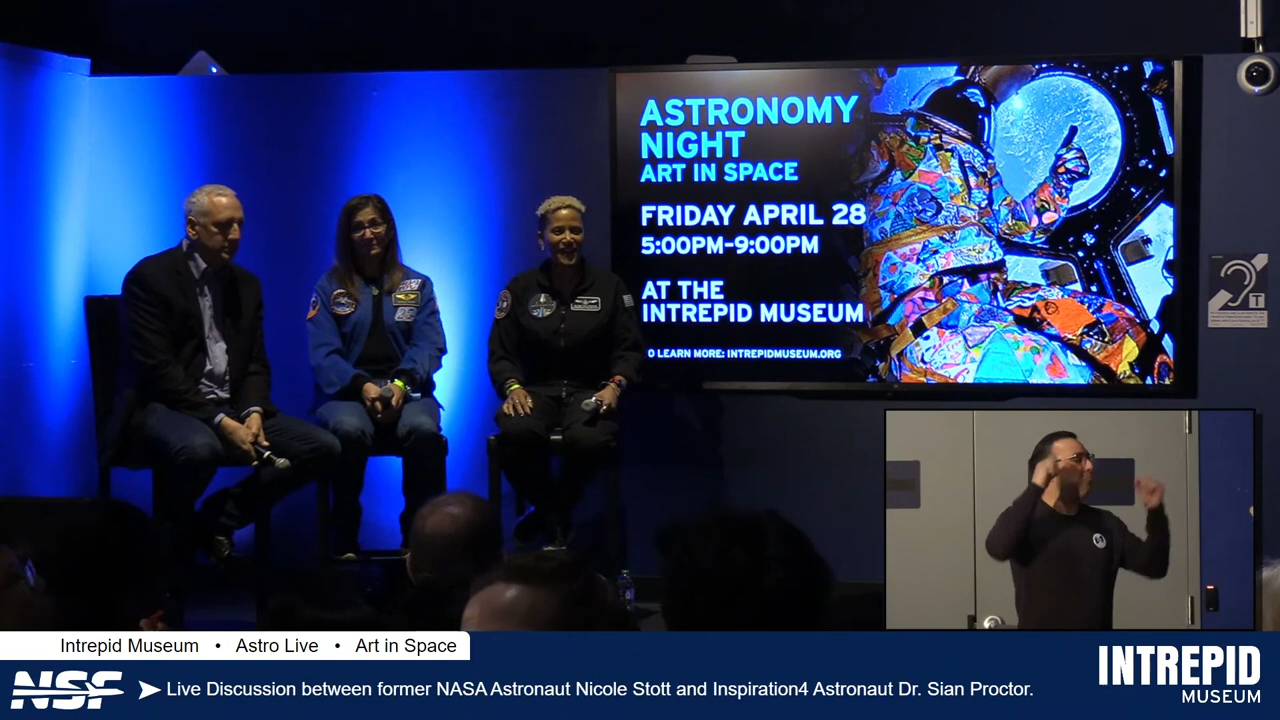 ASTRONOMY
NIGHT
ART IN SPACE
FRIDAY APRIL 28
5:00PM-9:00PM
AT THE
INTREPID MUSEUM
O LEARN MORE: INTREPIDMUSEUM.ORG
T
Intrepid Museum • Astro Live • Art in Space
NSF
Live Discussion between former NASA Astronaut Nicole Stott and Inspiration4 Astronaut Dr. Sian Proctor.
INTREPID
MUSEUM